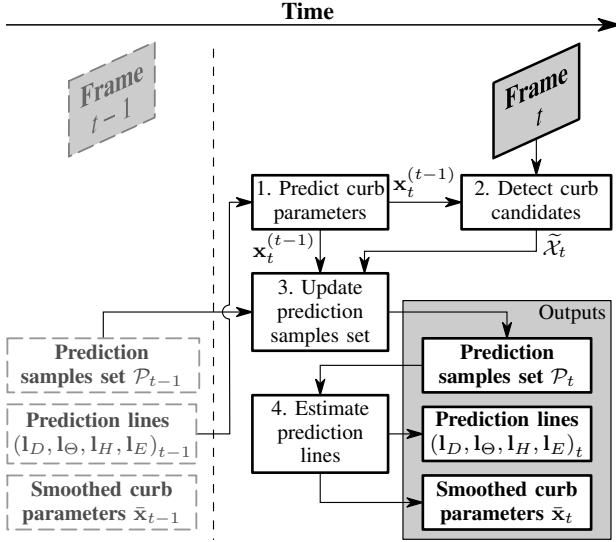 Time
Frame
t − 1
Frame
t
1. Predict curb
parameters
x_t^{(t−1)}
2. Detect curb
candidates
x_t^{(t−1)}
\widetilde{𝒳}_t
3. Update
prediction
samples set
Outputs
Prediction
samples set 𝒫_{t−1}
Prediction
samples set 𝒫_t
Prediction lines
(l_D, l_Θ, l_H, l_E)_{t−1}
4. Estimate
prediction
lines
Prediction lines
(l_D, l_Θ, l_H, l_E)_t
Smoothed curb
parameters x̄_{t−1}
Smoothed curb
parameters x̄_t